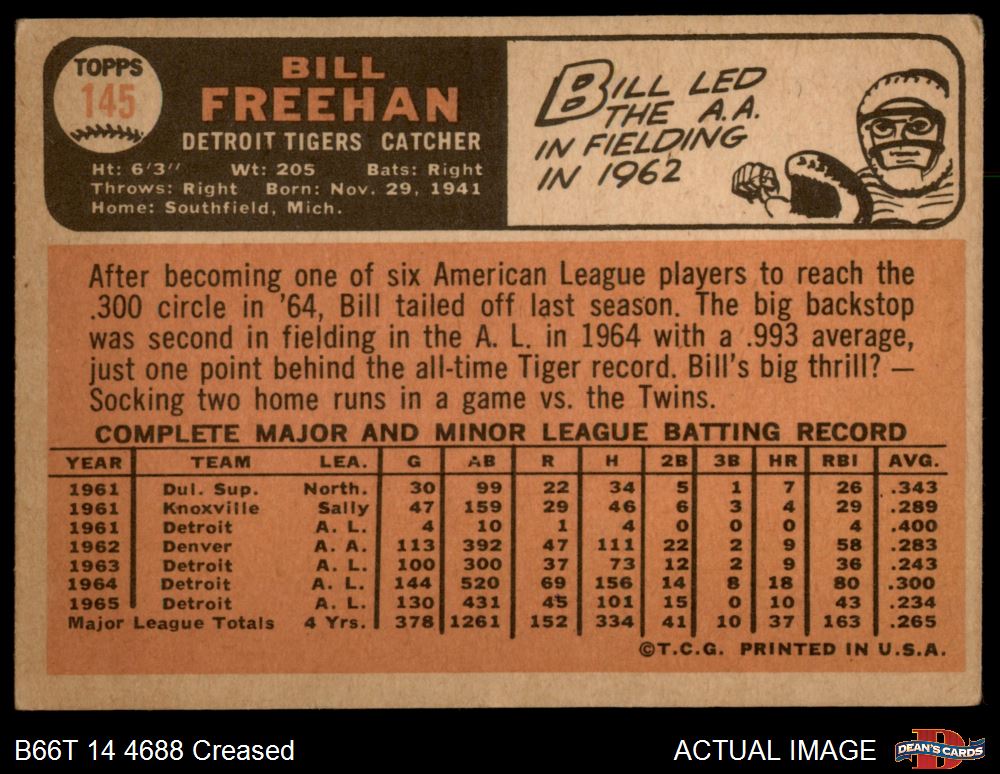 TOPPS
145
BILL
FREEHAN
DETROIT TIGERS CATCHER
Ht: 6'3" Wt: 205 Bats: Right
Throws: Right Born: Nov. 29, 1941
Home: Southfield, Mich.
BILL LED
THE A.A.
IN FIELDING
IN 1962
After becoming one of six American League players to reach the
.300 circle in '64, Bill tailed off last season. The big backstop
was second in fielding in the A. L. in 1964 with a .993 average,
just one point behind the all-time Tiger record. Bill's big thrill? —
Socking two home runs in a game vs. the Twins.
COMPLETE MAJOR AND MINOR LEAGUE BATTING RECORD
YEAR TEAM LEA. G AB R H 2B 3B HR RBI AVG.
1961 Dul. Sup. North. 30 99 22 34 5 1 7 26 .343
1961 Knoxville Sally 47 159 29 46 6 3 4 29 .289
1961 Detroit A. L. 4 10 1 4 0 0 0 4 .400
1962 Denver A. A. 113 392 47 111 22 2 9 58 .283
1963 Detroit A. L. 100 300 37 73 12 2 9 36 .243
1964 Detroit A. L. 144 520 69 156 14 8 18 80 .300
1965 Detroit A. L. 130 431 45 101 15 0 10 43 .234
Major League Totals 4 Yrs. 378 1261 152 334 41 10 37 163 .265
©T.C.G. PRINTED IN U.S.A.
B66T 14 4688 Creased
ACTUAL IMAGE
DEAN'S CARDS